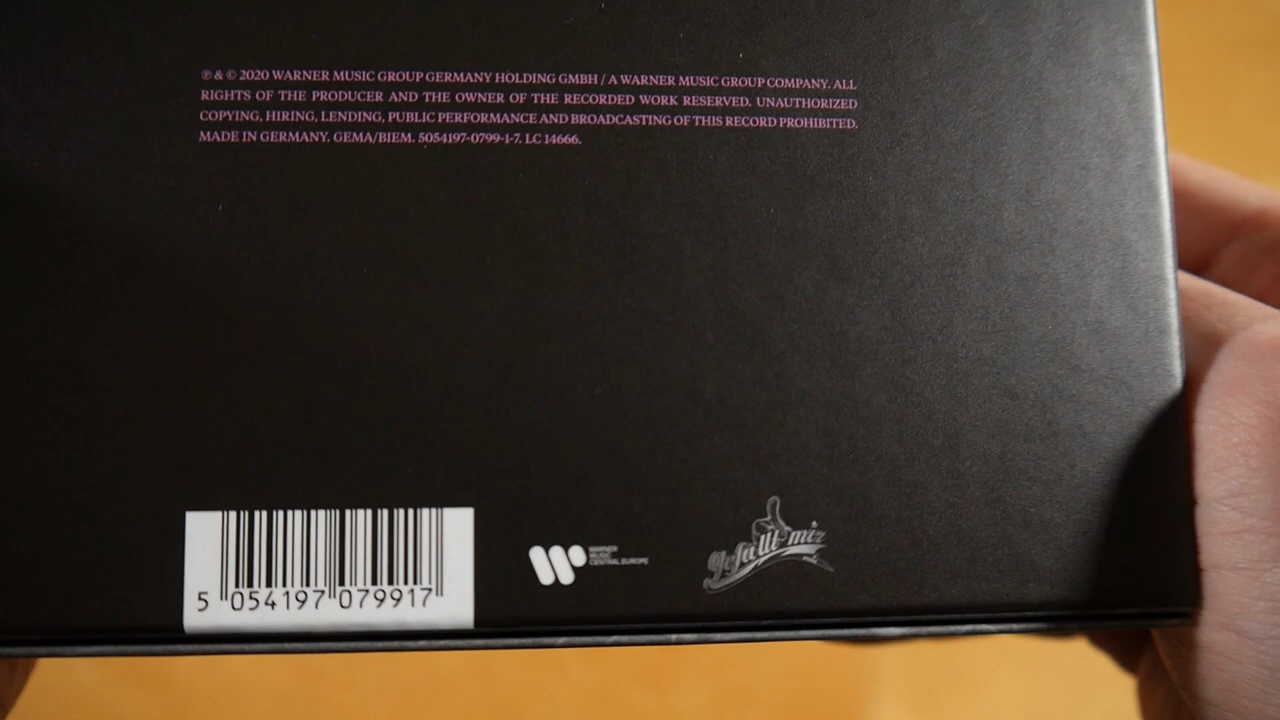 ℗ & © 2020 WARNER MUSIC GROUP GERMANY HOLDING GMBH / A WARNER MUSIC GROUP COMPANY. ALL
RIGHTS OF THE PRODUCER AND THE OWNER OF THE RECORDED WORK RESERVED. UNAUTHORIZED
COPYING, HIRING, LENDING, PUBLIC PERFORMANCE AND BROADCASTING OF THIS RECORD PROHIBITED.
MADE IN GERMANY. GEMA/BIEM. 5054197-0799-1-7. LC 14666.
5 054197 079917
WARNER
MUSIC
CENTRAL EUROPE
Gefällt mir